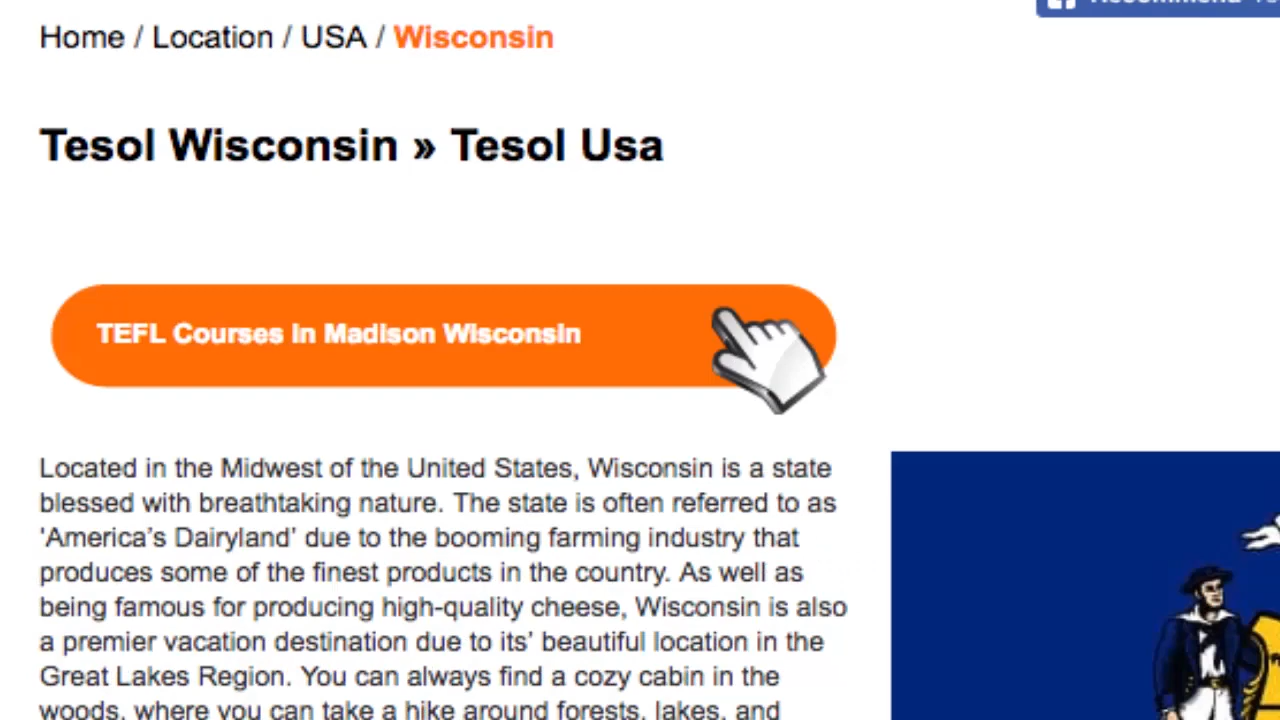 Recommend
Home / Location / USA / Wisconsin
Tesol Wisconsin » Tesol Usa
TEFL Courses in Madison Wisconsin
Located in the Midwest of the United States, Wisconsin is a state
blessed with breathtaking nature. The state is often referred to as
'America’s Dairyland’ due to the booming farming industry that
produces some of the finest products in the country. As well as
being famous for producing high-quality cheese, Wisconsin is also
a premier vacation destination due to its’ beautiful location in the
Great Lakes Region. You can always find a cozy cabin in the
woods, where you can take a hike around forests, lakes, and